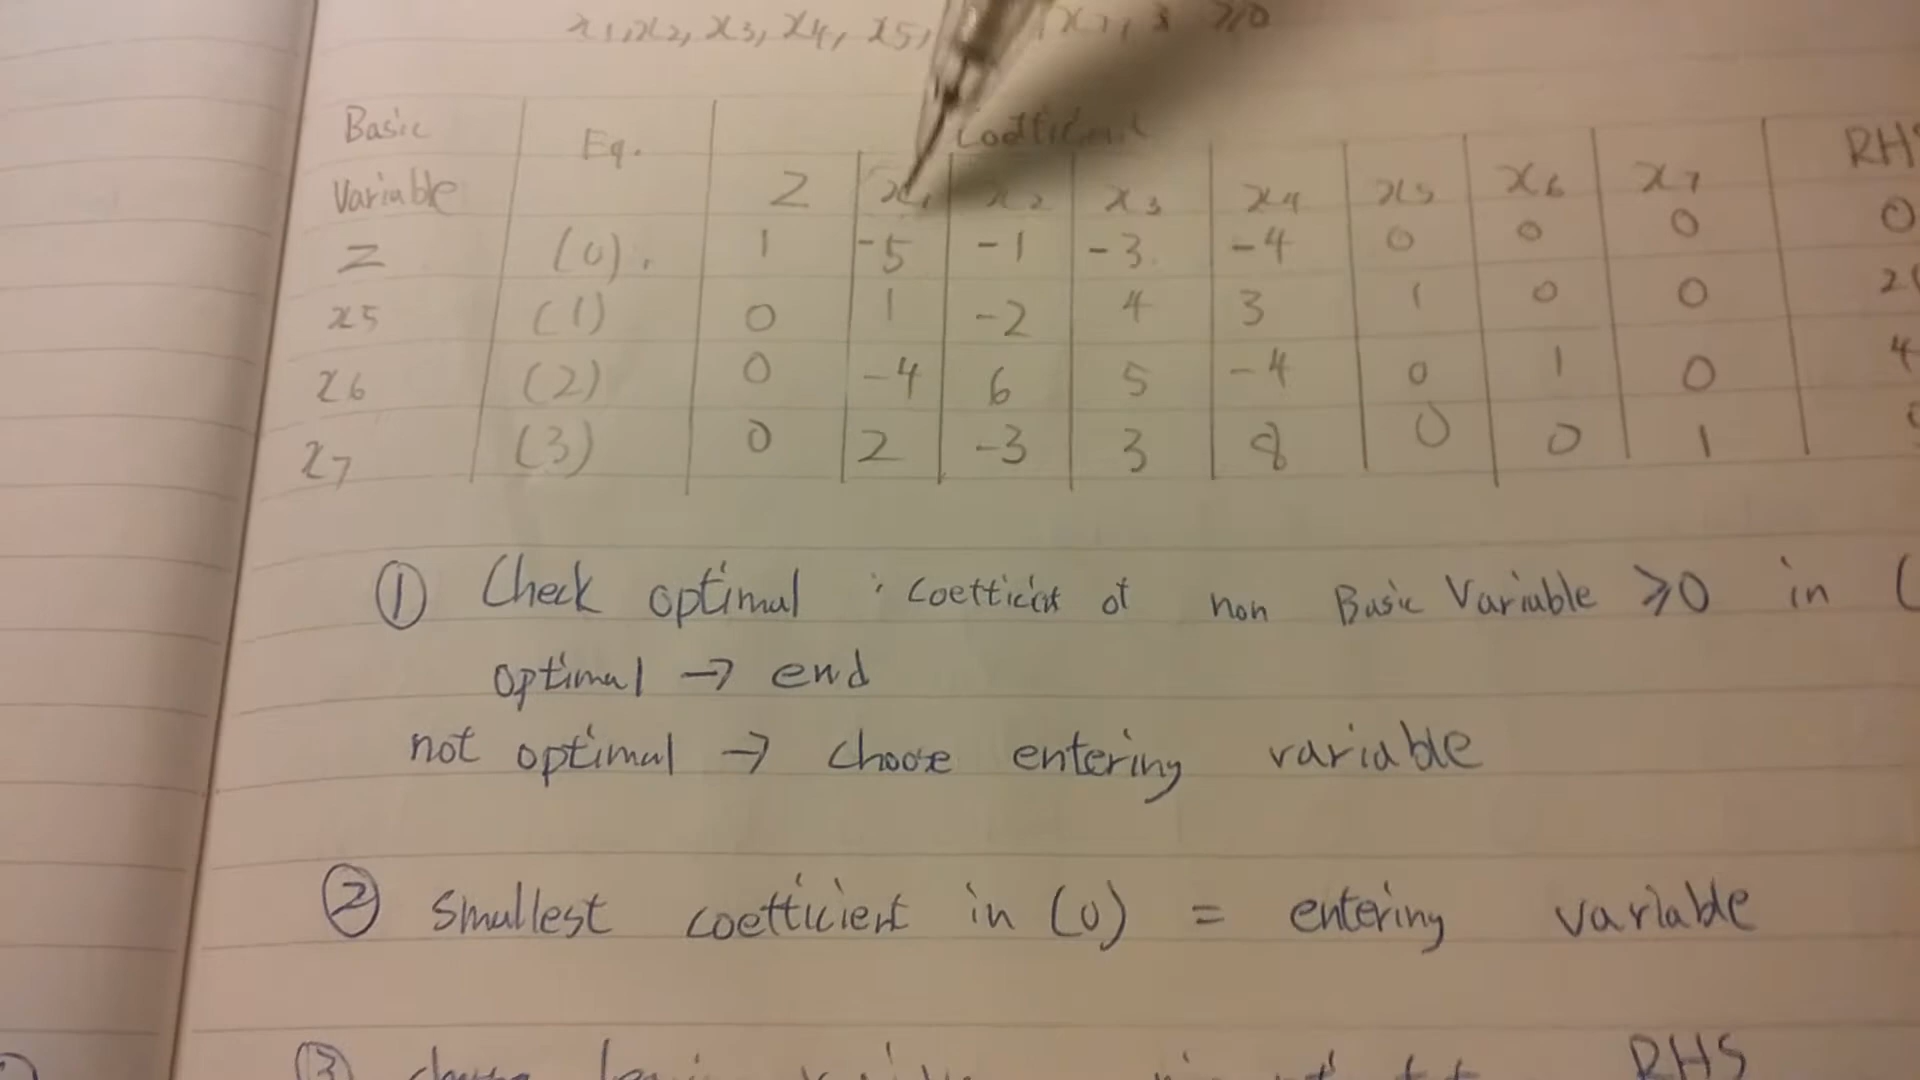 x1, x2, x3, x4, x5, x7, ≥0
Basic Variable Eq. Coefficient RHS
Z x1 x2 x3 x4 x5 x6 x7
Z (0). 1 -5 -1 -3 -4 0 0 0 0
x5 (1) 0 1 -2 4 3 1 0 0
x6 (2) 0 -4 6 5 -4 0 1 0
x7 (3) 0 2 -3 3 8 0 0 1
① Check optimal : coefficient of non Basic Variable ≥0 in
optimal → end
not optimal → choose entering variable
② Smallest coefficient in (0) = entering variable
③ RHS